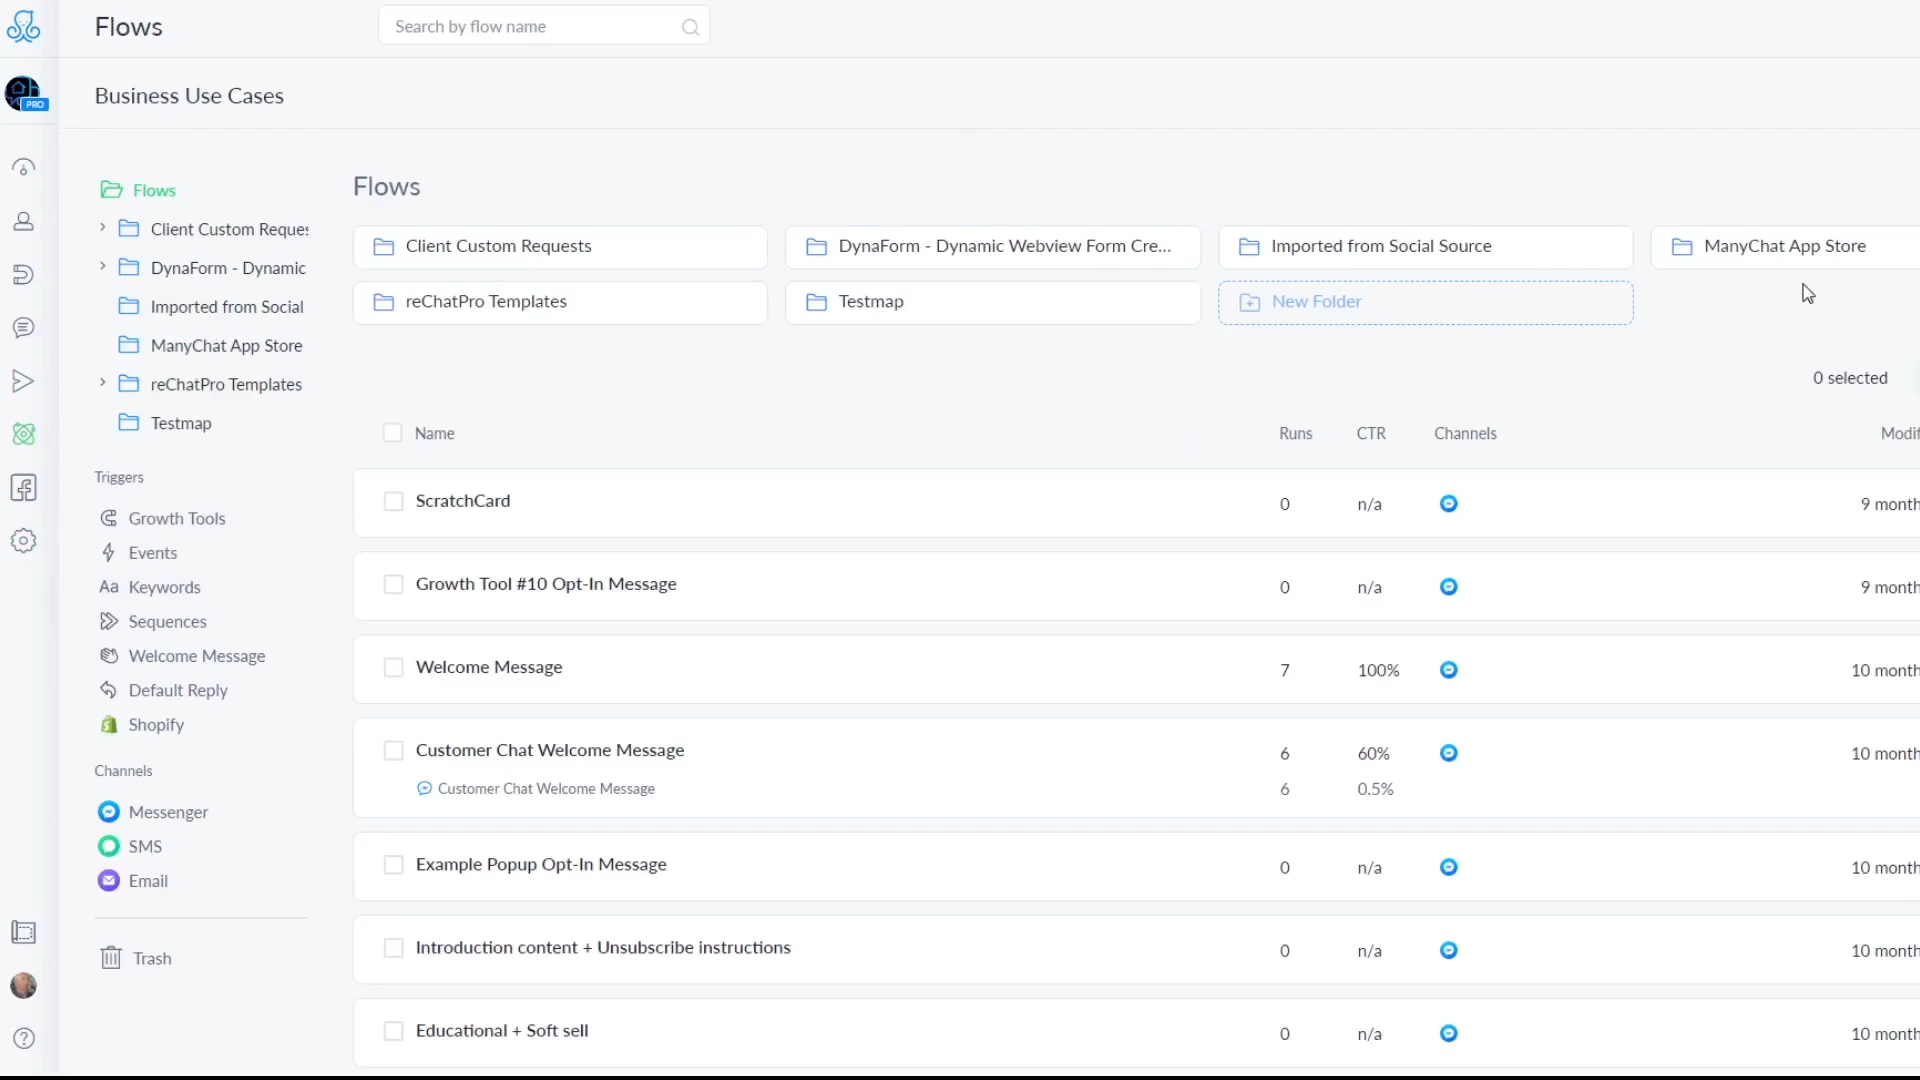 Flows
Search by flow name
PRO
Business Use Cases
Flows
Client Custom Reques
DynaForm - Dynamic
Imported from Social
ManyChat App Store
reChatPro Templates
Testmap
Triggers
Growth Tools
Events
Aa Keywords
Sequences
Welcome Message
Default Reply
Shopify
Channels
Messenger
SMS
Email
Trash
Flows
Client Custom Requests
DynaForm - Dynamic Webview Form Cre...
Imported from Social Source
ManyChat App Store
reChatPro Templates
Testmap
New Folder
0 selected
Name Runs CTR Channels Modif
ScratchCard 0 n/a 9 month
Growth Tool #10 Opt-In Message 0 n/a 9 month
Welcome Message 7 100% 10 month
Customer Chat Welcome Message 6 60% 10 month
Customer Chat Welcome Message 6 0.5%
Example Popup Opt-In Message 0 n/a 10 month
Introduction content + Unsubscribe instructions 0 n/a 10 month
Educational + Soft sell 0 n/a 10 month